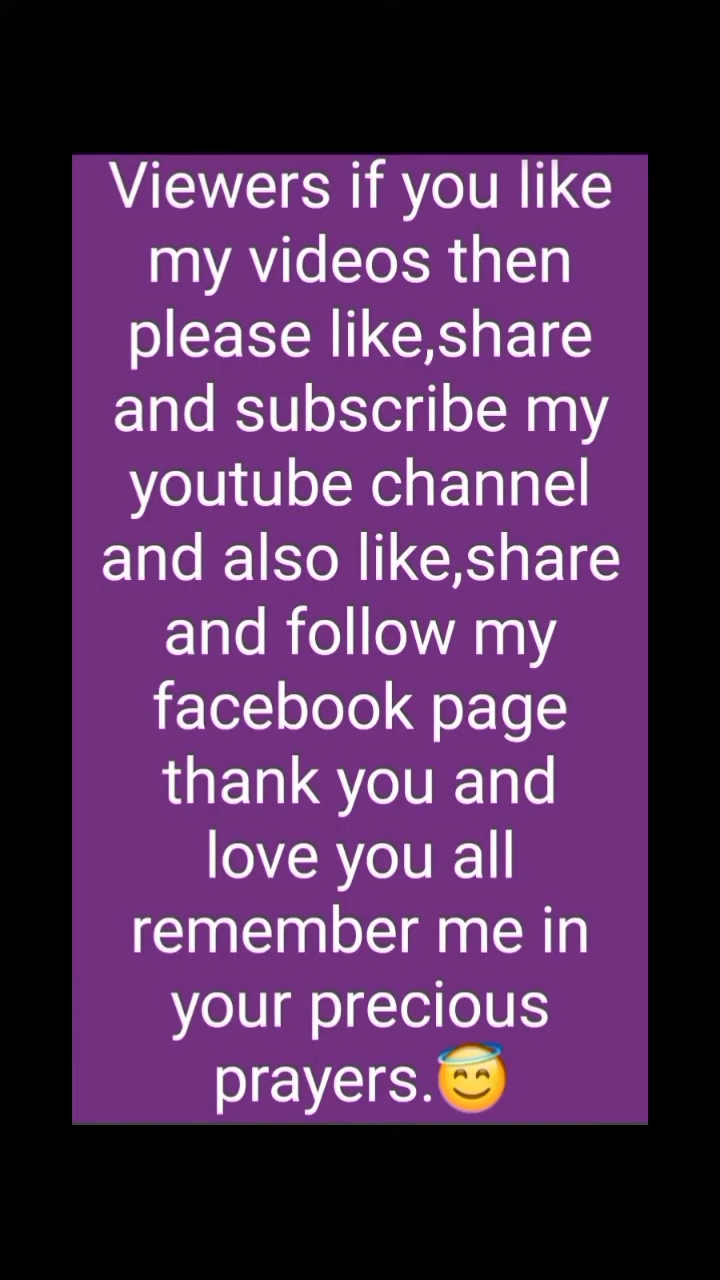 Viewers if you like
my videos then
please like,share
and subscribe my
youtube channel
and also like,share
and follow my
facebook page
thank you and
love you all
remember me in
your precious
prayers.😇